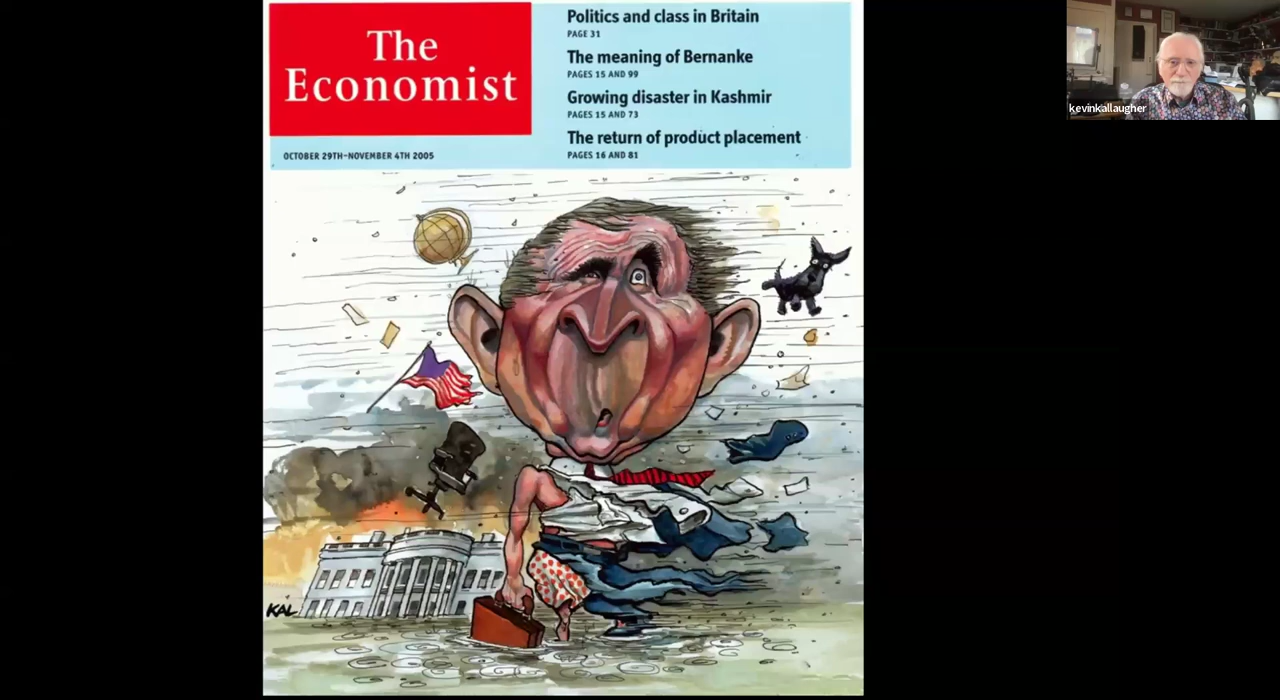 The
Economist
OCTOBER 29TH–NOVEMBER 4TH 2005
Politics and class in Britain
PAGE 31
The meaning of Bernanke
PAGES 15 AND 99
Growing disaster in Kashmir
PAGES 15 AND 73
The return of product placement
PAGES 16 AND 81
KAL
kevinkallaugher